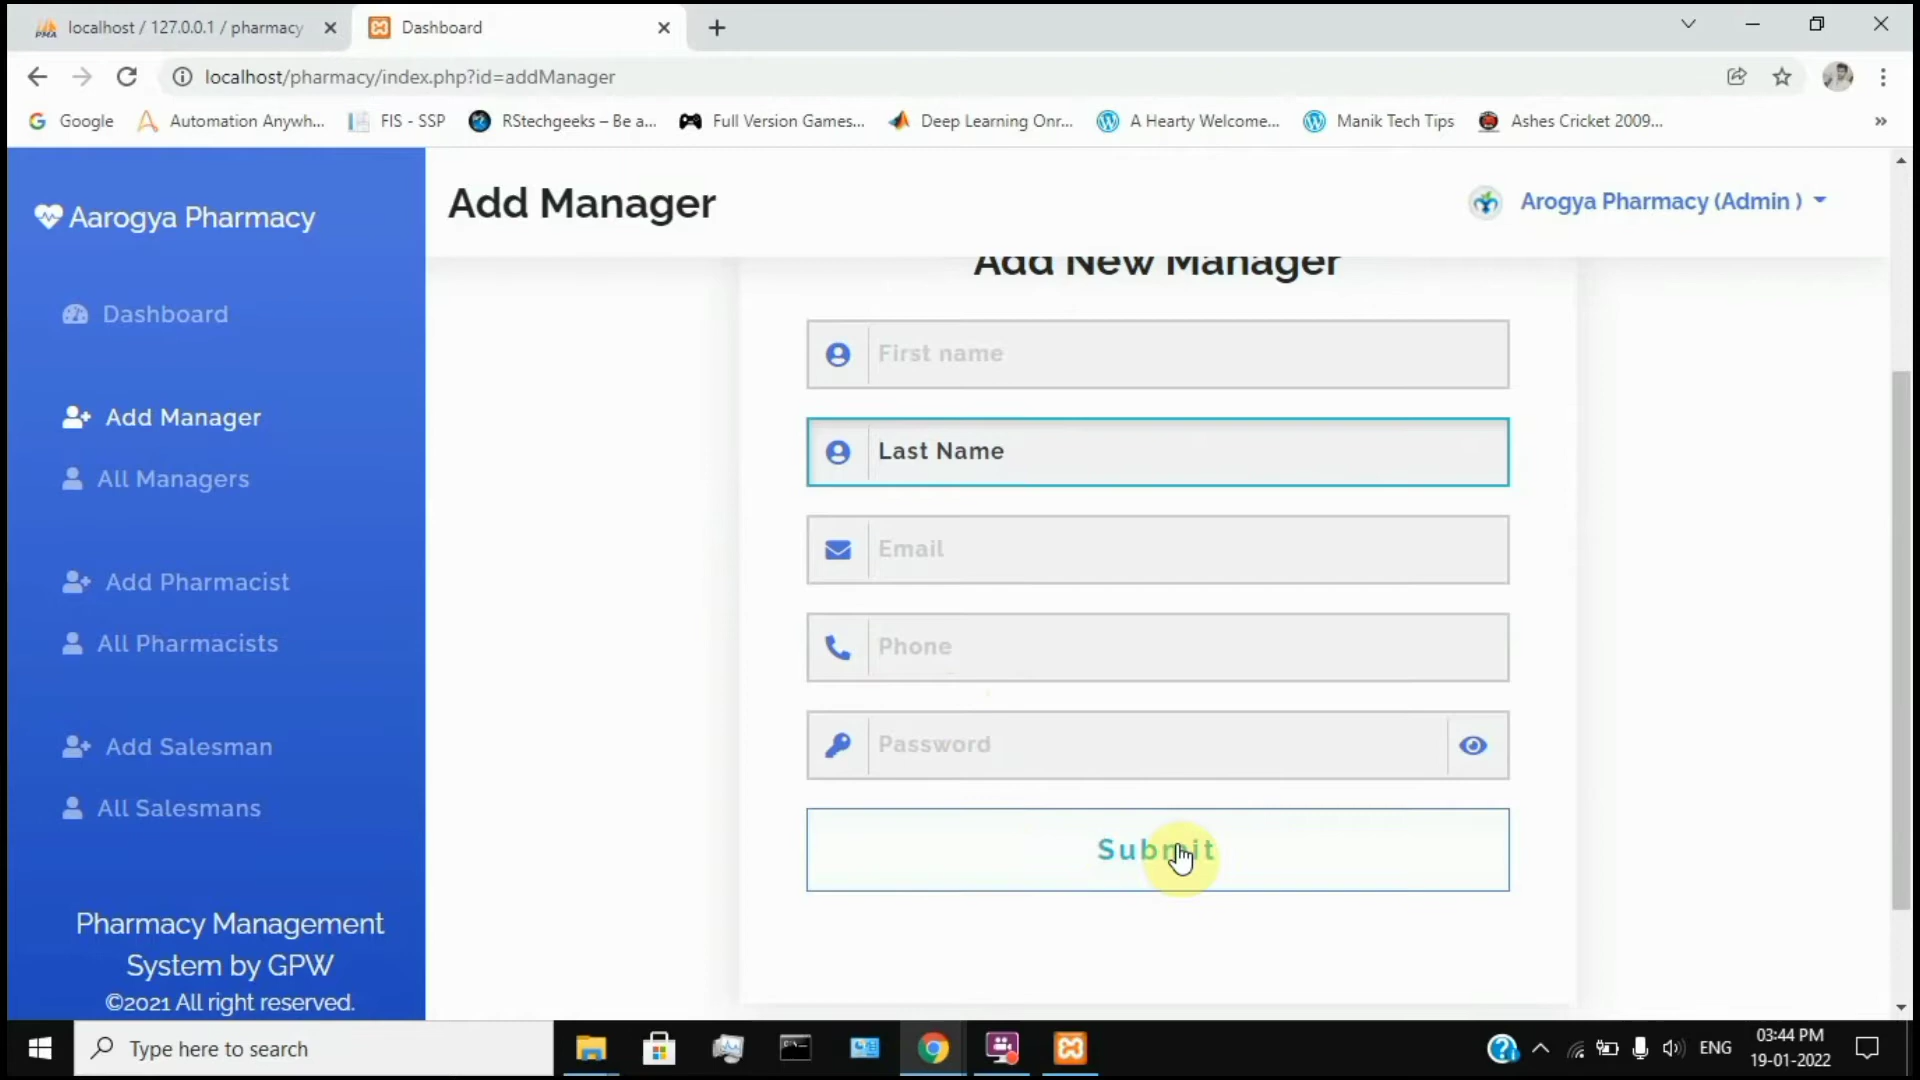 localhost / 127.0.0.1 / pharmacy
Dashboard
localhost/pharmacy/index.php?id=addManager
Google
Automation Anywh...
FIS - SSP
RStechgeeks – Be a...
Full Version Games...
Deep Learning Onr...
A Hearty Welcome...
Manik Tech Tips
Ashes Cricket 2009...
»
Aarogya Pharmacy
Add Manager
Arogya Pharmacy (Admin )
Add New Manager
Dashboard
Add Manager
All Managers
Add Pharmacist
All Pharmacists
Add Salesman
All Salesmans
Pharmacy Management
System by GPW
©2021 All right reserved.
First name
Last Name
Email
Phone
Password
Submit
Type here to search
ENG
03:44 PM
19-01-2022